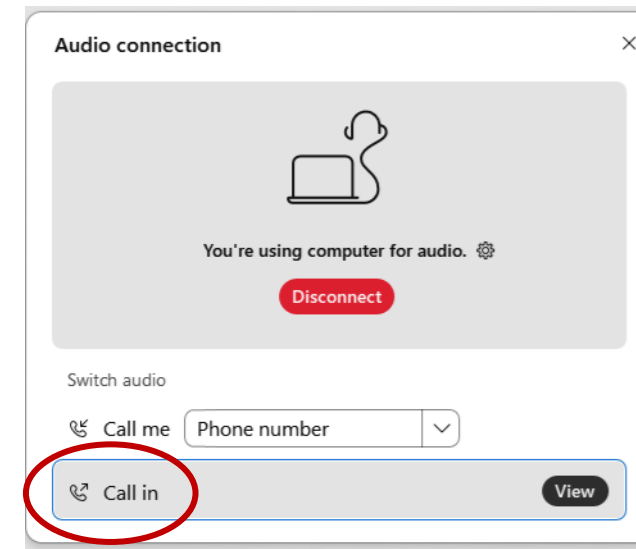 Audio connection
You're using computer for audio.
Disconnect
Switch audio
Call me Phone number
Call in View